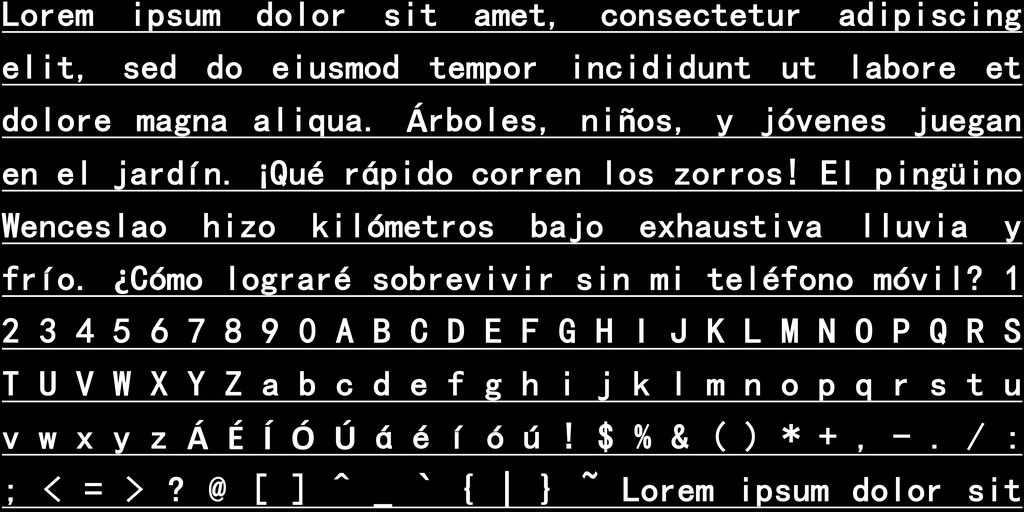 Lorem ipsum dolor sit amet, consectetur adipiscing
elit, sed do eiusmod tempor incididunt ut labore et
dolore magna aliqua. Árboles, niños, y jóvenes juegan
en el jardín. ¡Qué rápido corren los zorros! El pingüino
Wenceslao hizo kilómetros bajo exhaustiva lluvia y
frío. ¿Cómo lograré sobrevivir sin mi teléfono móvil? 1
2 3 4 5 6 7 8 9 0 A B C D E F G H I J K L M N O P Q R S
T U V W X Y Z a b c d e f g h i j k l m n o p q r s t u
v w x y z Á É Í Ó Ú á é í ó ú ! $ % & ( ) * + , - . / :
; < = > ? @ [ ] ^ _ ` { | } ~ Lorem ipsum dolor sit